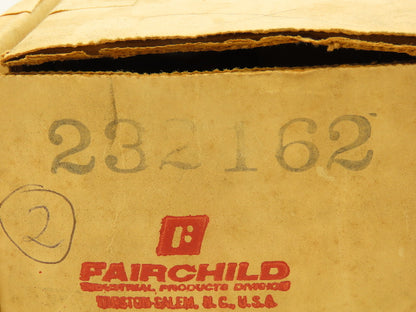 232162
2
FAIRCHILD
INDUSTRIAL PRODUCTS DIVISION
WINSTON-SALEM, N. C., U.S.A.